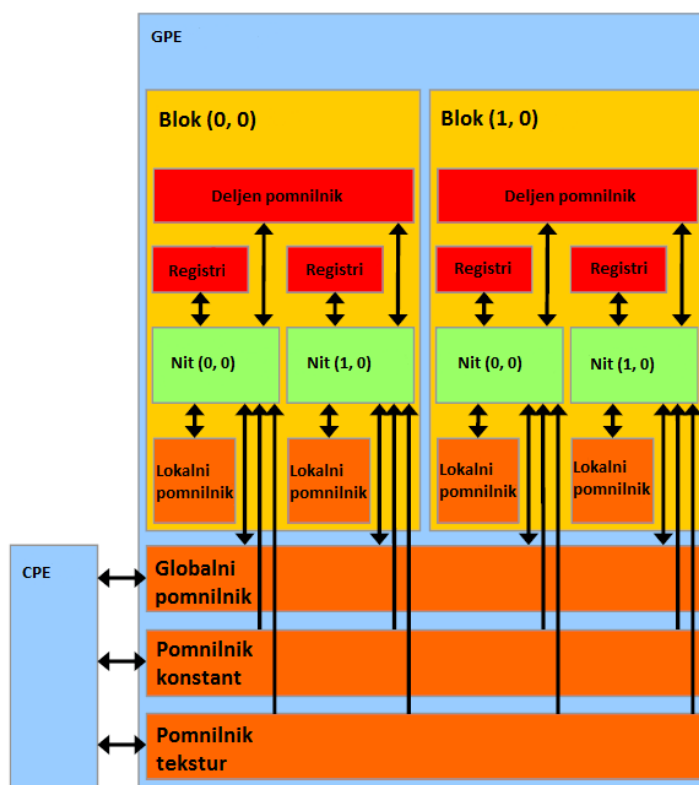 GPE
Blok (0, 0)
Blok (1, 0)
Deljen pomnilnik
Deljen pomnilnik
Registri
Registri
Registri
Registri
Nit (0, 0)
Nit (1, 0)
Nit (0, 0)
Nit (1, 0)
Lokalni
pomnilnik
Lokalni
pomnilnik
Lokalni
pomnilnik
Lokalni
pomnilnik
CPE
Globalni
pomnilnik
Pomnilnik
konstant
Pomnilnik
tekstur